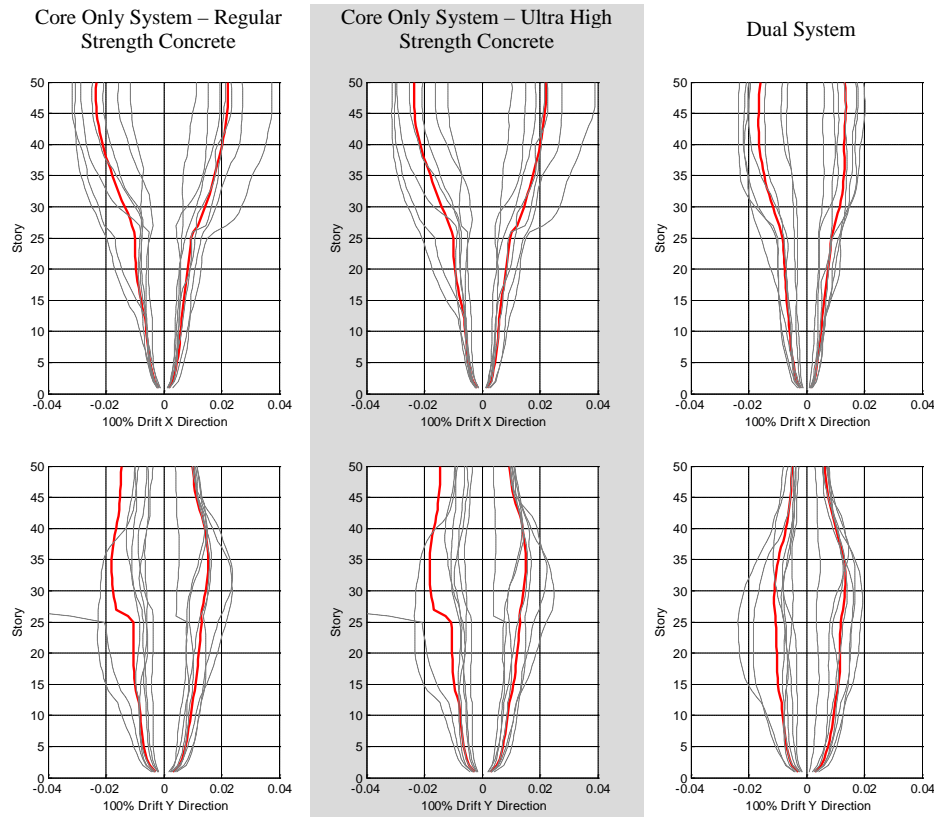 Core Only System – Regular
Strength Concrete
Core Only System – Ultra High
Strength Concrete
Dual System
50
45
40
35
30
25
20
15
10
5
0
Story
-0.04 -0.02 0 0.02 0.04
100% Drift X Direction
50
45
40
35
30
25
20
15
10
5
0
Story
-0.04 -0.02 0 0.02 0.04
100% Drift X Direction
50
45
40
35
30
25
20
15
10
5
0
Story
-0.04 -0.02 0 0.02 0.04
100% Drift X Direction
50
45
40
35
30
25
20
15
10
5
0
Story
-0.04 -0.02 0 0.02 0.04
100% Drift Y Direction
50
45
40
35
30
25
20
15
10
5
0
Story
-0.04 -0.02 0 0.02 0.04
100% Drift Y Direction
50
45
40
35
30
25
20
15
10
5
0
Story
-0.04 -0.02 0 0.02 0.04
100% Drift Y Direction